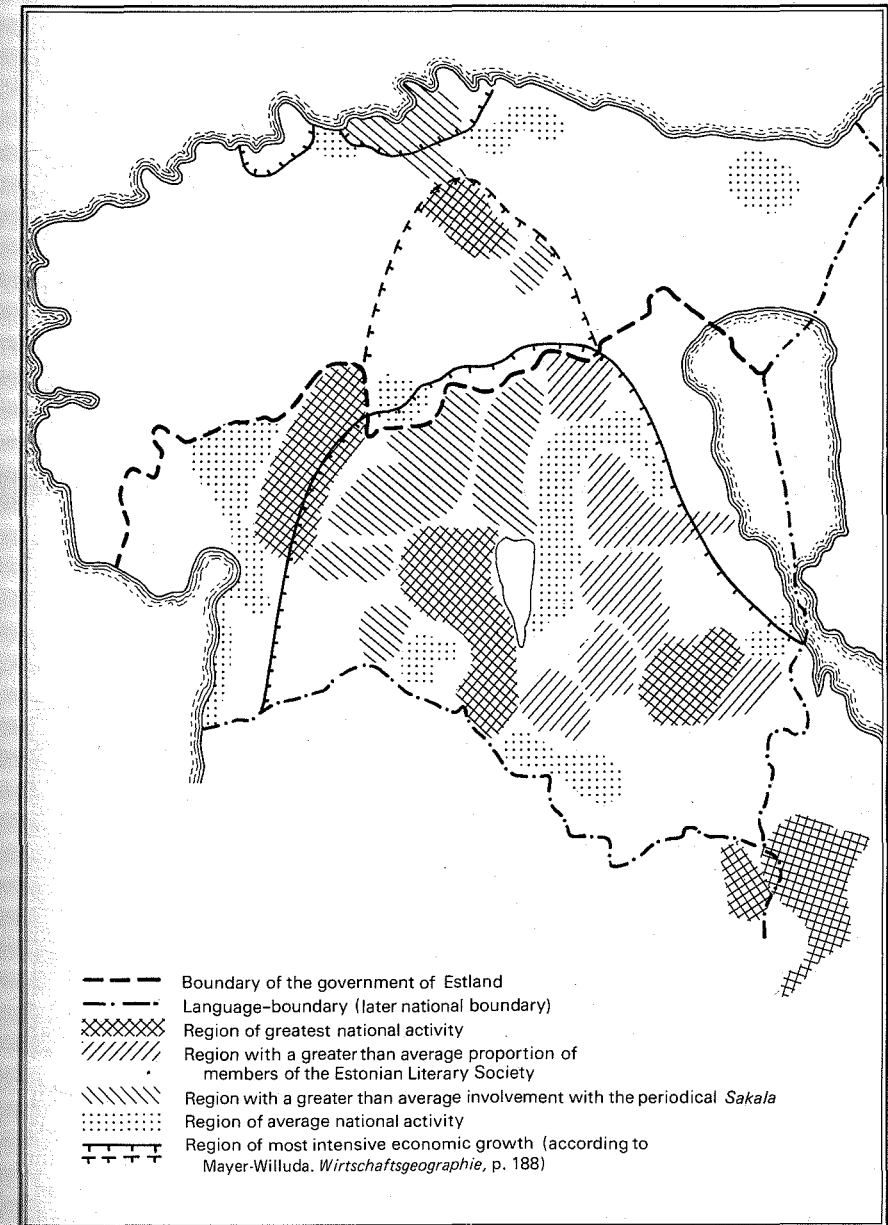 Boundary of the government of Estland
Language-boundary (later national boundary)
Region of greatest national activity
Region with a greater than average proportion of
members of the Estonian Literary Society
Region with a greater than average involvement with the periodical Sakala
Region of average national activity
Region of most intensive economic growth (according to
Mayer-Willuda. Wirtschaftsgeographie, p. 188)